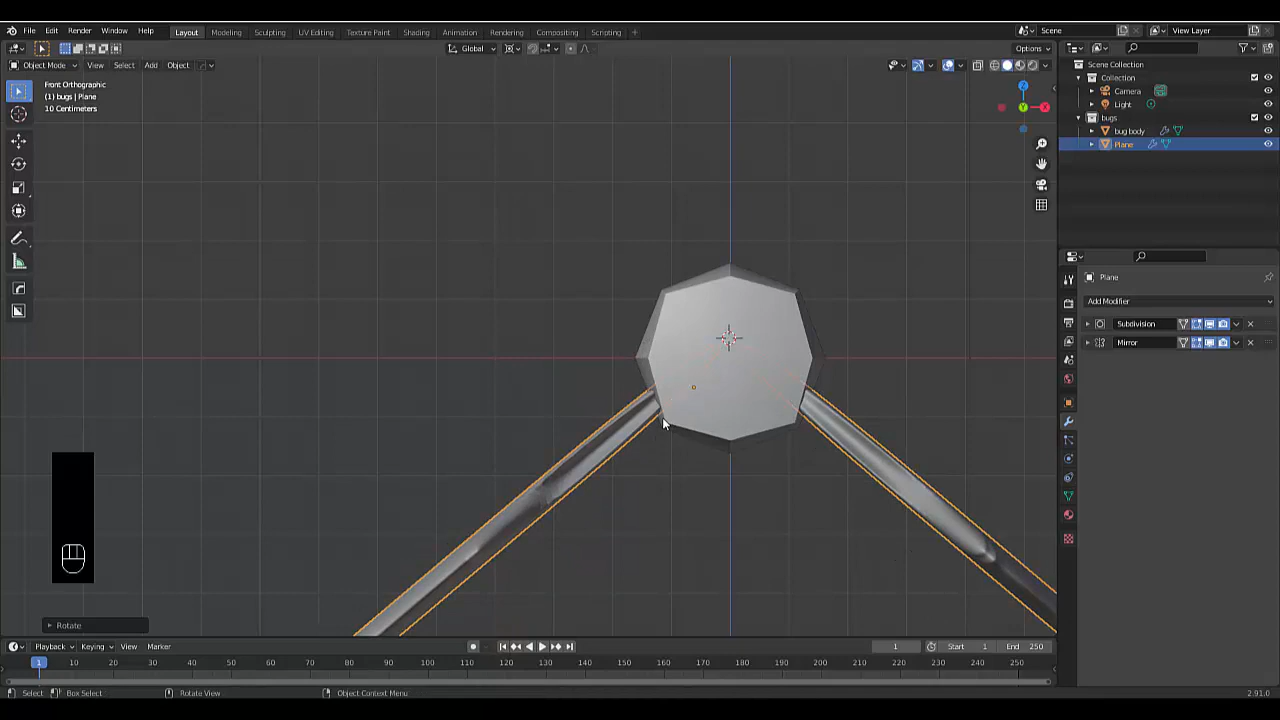 File Edit Render Window Help Layout Modeling Sculpting UV Editing Texture Paint Shading Animation Rendering Compositing Scripting + Scene View Layer
Global Options
Object Mode View Select Add Object
Scene Collection
Collection
Camera
Light
bugs
bug body
Plane
Front Orthographic
(1) bugs | Plane
10 Centimeters
Z
Y
X
Plane
Add Modifier
Subdivision
Mirror
Rotate
Playback Keying View Marker 1 Start 1 End 250
1 10 20 30 40 50 60 70 80 90 100 110 120 130 140 150 160 170 180 190 200 210 220 230 240 250
Select Box Select Rotate View Object Context Menu 2.91.0